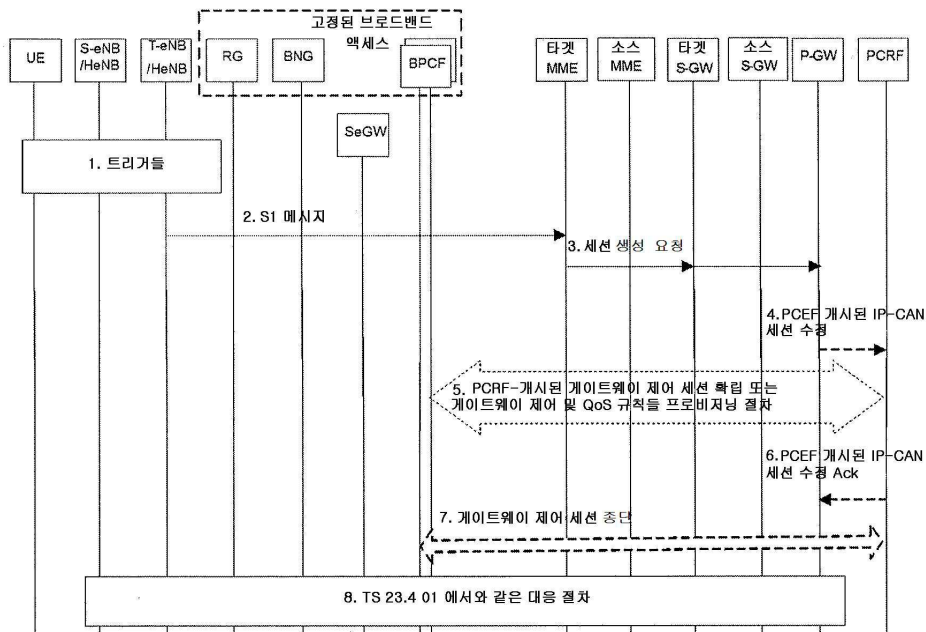 고정된 브로드밴드
액세스
UE
S-eNB
/HeNB
T-eNB
/HeNB
RG
BNG
BPCF
타겟
MME
소스
MME
타겟
S-GW
소스
S-GW
P-GW
PCRF
SeGW
1. 트리거들
2. S1 메시지
3. 세션 생성 요청
4.PCEF 개시된 IP-CAN
세션 수정
5. PCRF-개시된 게이트웨이 제어 세션 확립 또는
게이트웨이 제어 및 QoS 규칙들 프로비저닝 절차
6.PCEF 개시된 IP-CAN
세션 수정 Ack
7. 게이트웨이 제어 세션 종단
8. TS 23.4 01 에서와 같은 대응 절차